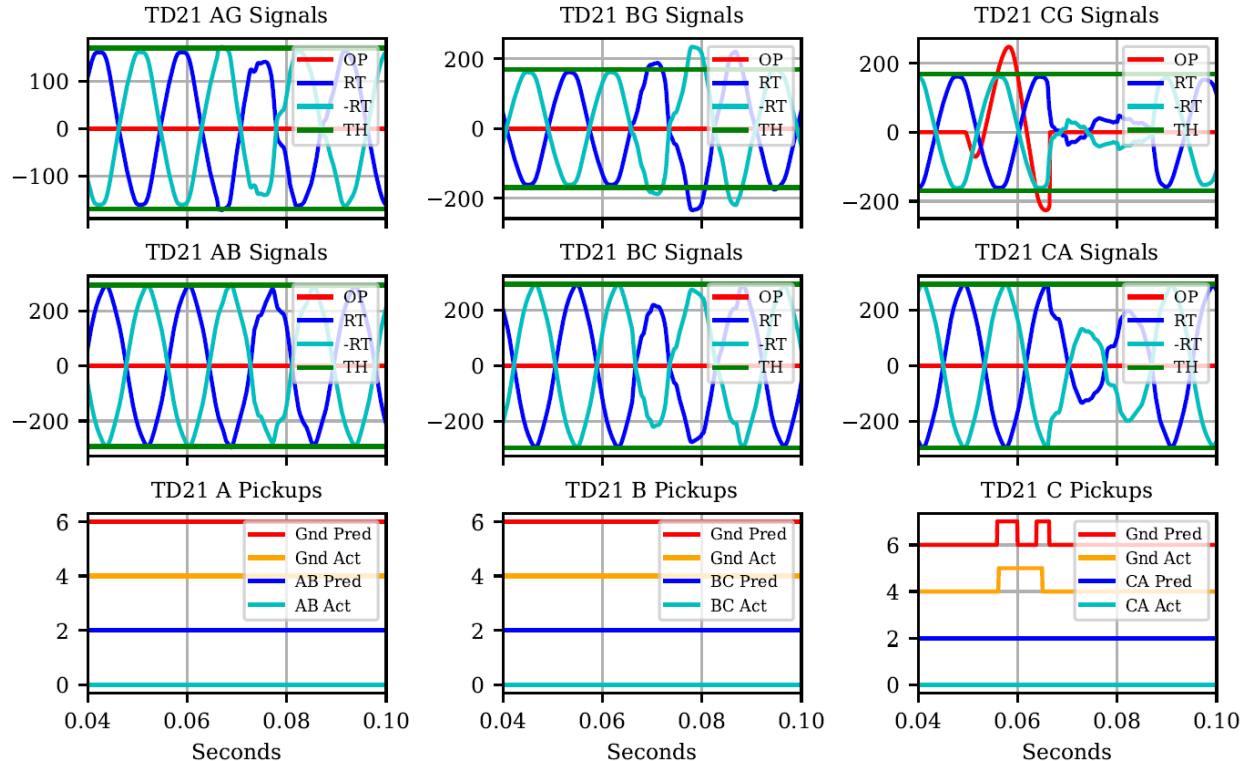 TD21 AG Signals
TD21 BG Signals
TD21 CG Signals
100
0
−100
OP
RT
-RT
TH
200
0
−200
OP
RT
-RT
TH
200
0
−200
OP
RT
-RT
TH
TD21 AB Signals
TD21 BC Signals
TD21 CA Signals
200
0
−200
OP
RT
-RT
TH
OP
RT
-RT
TH
OP
RT
-RT
TH
TD21 A Pickups
TD21 B Pickups
TD21 C Pickups
6
4
2
0
Gnd Pred
Gnd Act
AB Pred
AB Act
0.04
0.06
0.08
0.10
Seconds
6
4
2
0
Gnd Pred
Gnd Act
BC Pred
BC Act
0.04
0.06
0.08
0.10
Seconds
6
4
2
0
Gnd Pred
Gnd Act
CA Pred
CA Act
0.04
0.06
0.08
0.10
Seconds